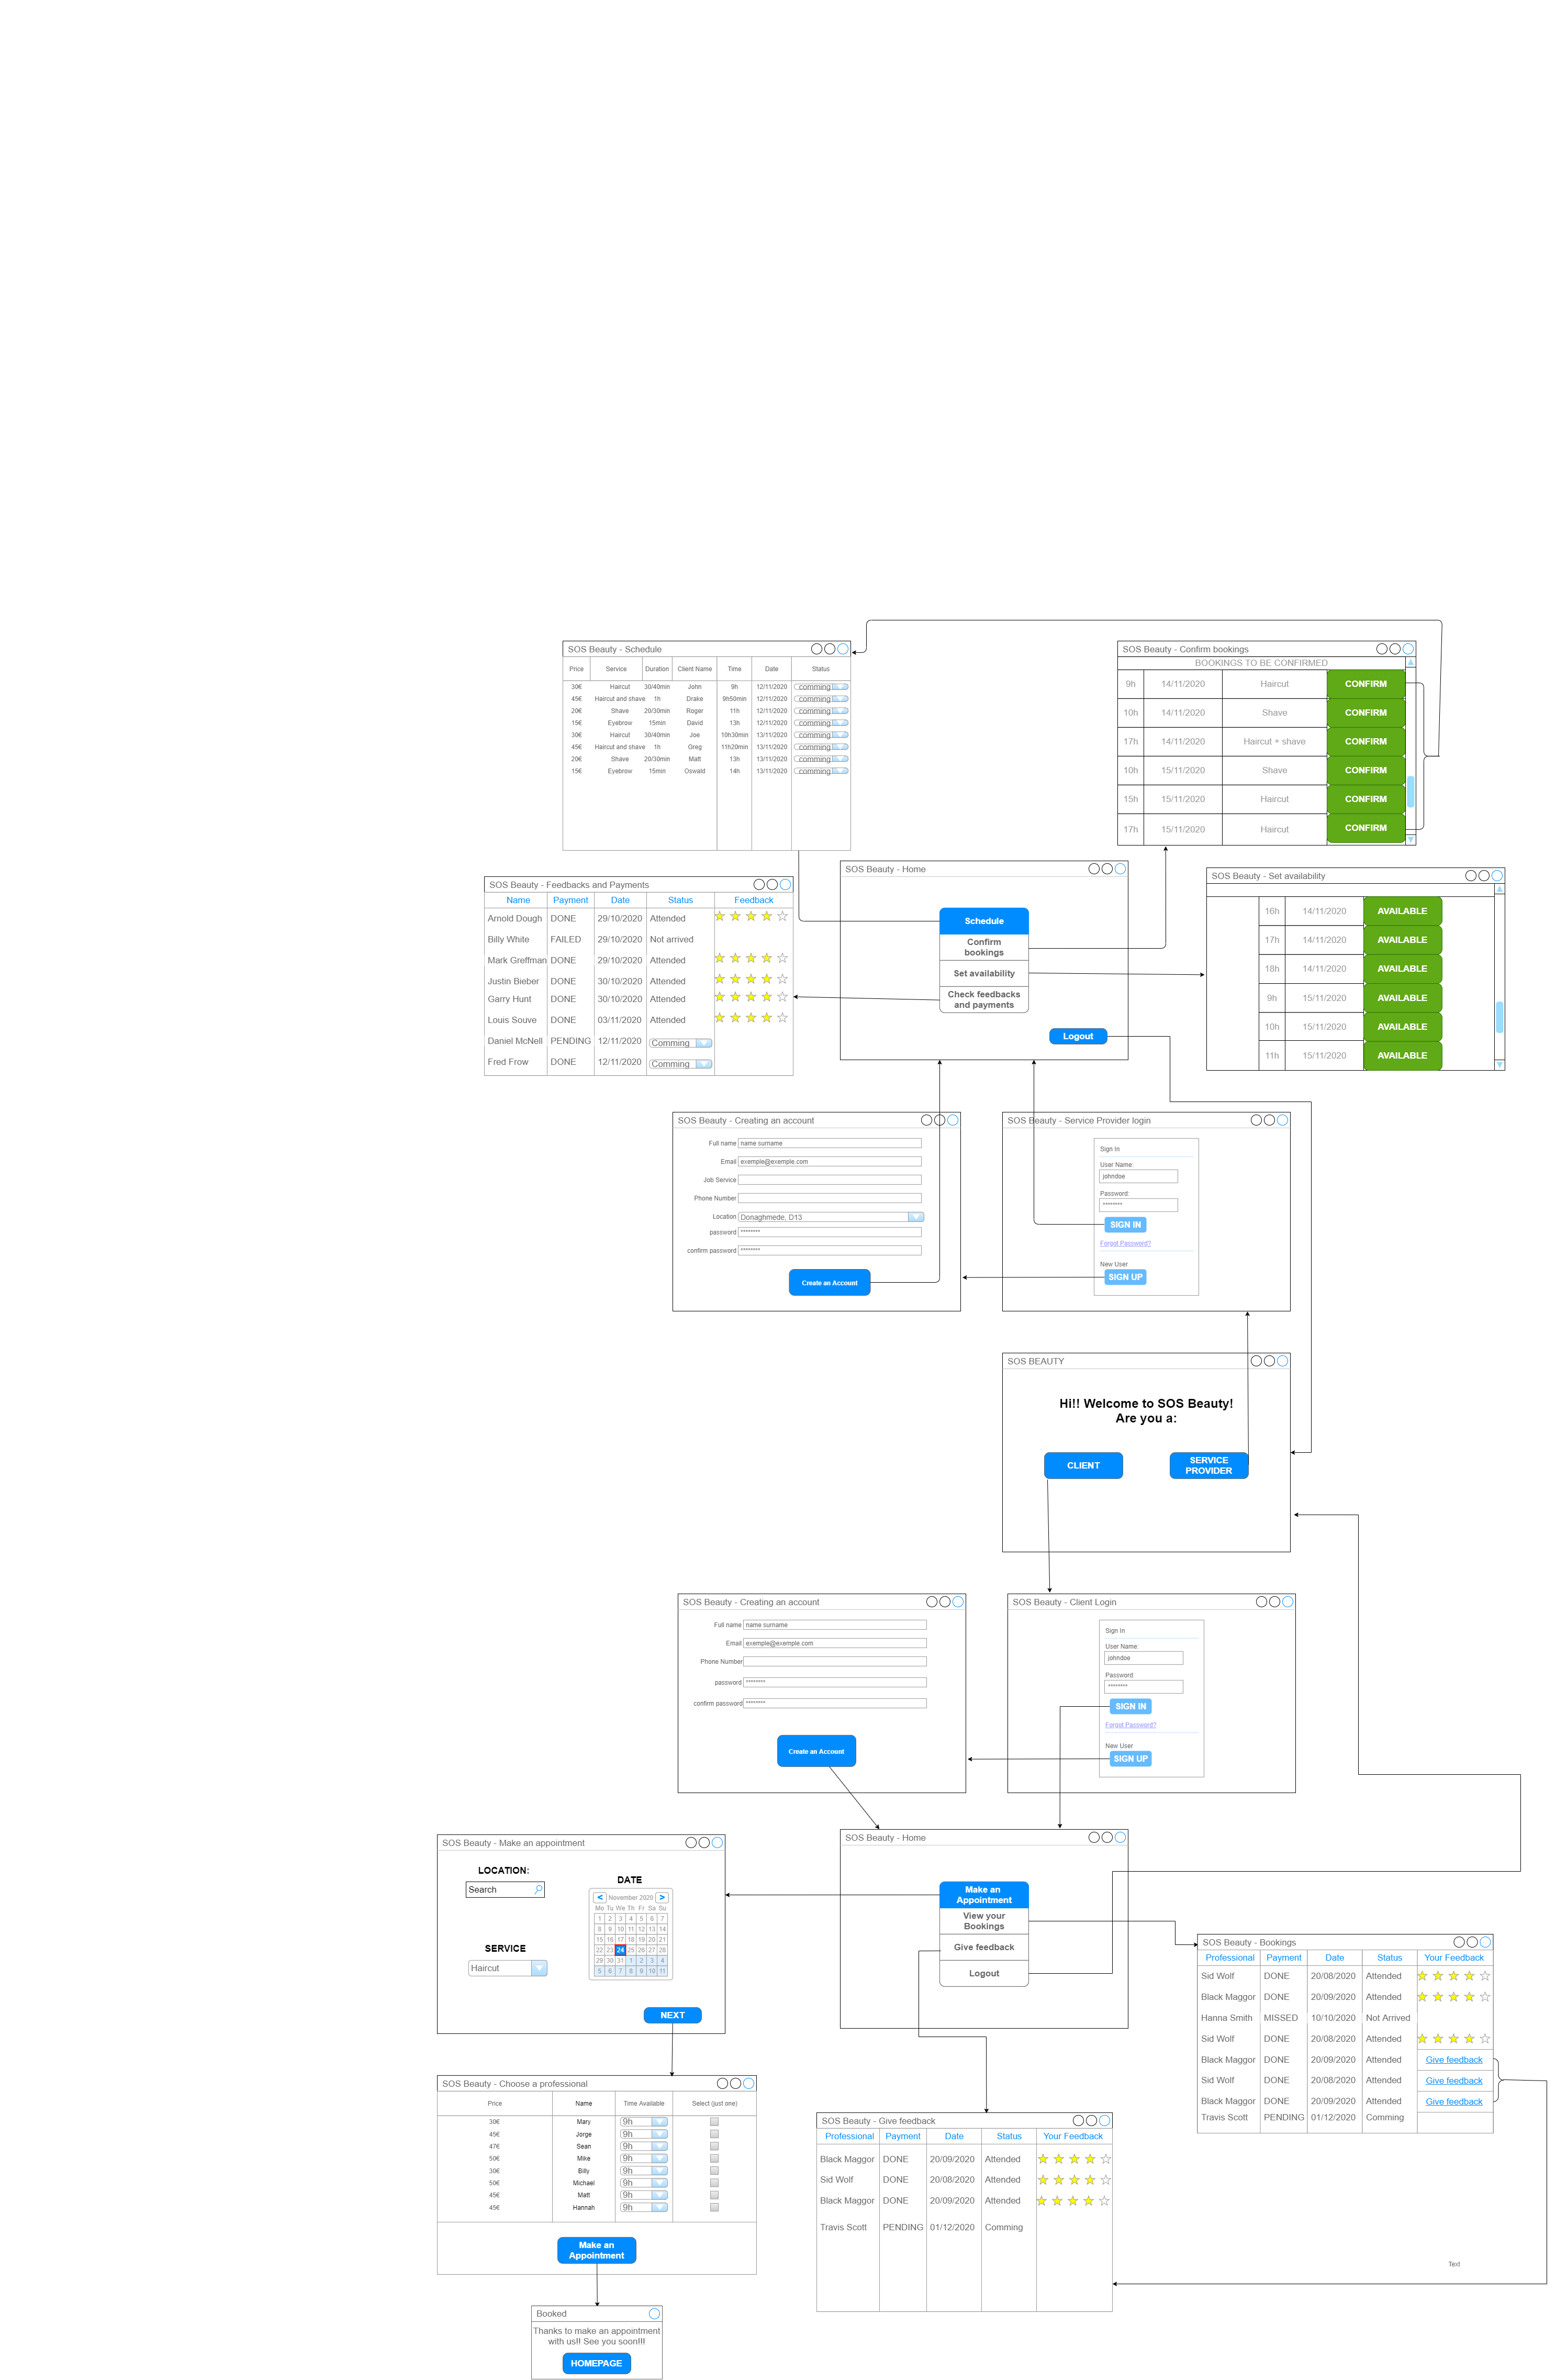 SOS Beauty - Schedule
Price Service Duration Client Name Time Date Status
30€ Haircut 30/40min John 9h 12/11/2020 comming
45€ Haircut and shave 1h Drake 9h50min 12/11/2020 comming
20€ Shave 20/30min Roger 11h 12/11/2020 comming
15€ Eyebrow 15min David 13h 12/11/2020 comming
30€ Haircut 30/40min Joe 10h30min 13/11/2020 comming
45€ Haircut and shave 1h Greg 11h20min 13/11/2020 comming
20€ Shave 20/30min Matt 13h 13/11/2020 comming
15€ Eyebrow 15min Oswald 14h 13/11/2020 comming
SOS Beauty - Confirm bookings
BOOKINGS TO BE CONFIRMED
9h 14/11/2020 Haircut CONFIRM
10h 14/11/2020 Shave CONFIRM
17h 14/11/2020 Haircut + shave CONFIRM
10h 15/11/2020 Shave CONFIRM
15h 15/11/2020 Haircut CONFIRM
17h 15/11/2020 Haircut CONFIRM
SOS Beauty - Feedbacks and Payments
Name Payment Date Status Feedback
Arnold Dough DONE 29/10/2020 Attended
Billy White FAILED 29/10/2020 Not arrived
Mark Greffman DONE 29/10/2020 Attended
Justin Bieber DONE 30/10/2020 Attended
Garry Hunt DONE 30/10/2020 Attended
Louis Souve DONE 03/11/2020 Attended
Daniel McNell PENDING 12/11/2020 Comming
Fred Frow DONE 12/11/2020 Comming
SOS Beauty - Home
Schedule
Confirm
bookings
Set availability
Check feedbacks
and payments
Logout
SOS Beauty - Set availability
16h 14/11/2020 AVAILABLE
17h 14/11/2020 AVAILABLE
18h 14/11/2020 AVAILABLE
9h 15/11/2020 AVAILABLE
10h 15/11/2020 AVAILABLE
11h 15/11/2020 AVAILABLE
SOS Beauty - Creating an account
Full name name surname
Email exemple@exemple.com
Job Service
Phone Number
Location Donaghmede, D13
password ********
confirm password ********
Create an Account
SOS Beauty - Service Provider login
Sign In
User Name:
johndoe
Password:
********
SIGN IN
Forgot Password?
New User
SIGN UP
SOS BEAUTY
Hi!! Welcome to SOS Beauty!
Are you a:
CLIENT
SERVICE
PROVIDER
SOS Beauty - Creating an account
Full name name surname
Email exemple@exemple.com
Phone Number
password ********
confirm password ********
Create an Account
SOS Beauty - Client Login
Sign In
User Name:
johndoe
Password:
********
SIGN IN
Forgot Password?
New User
SIGN UP
SOS Beauty - Make an appointment
LOCATION:
Search
SERVICE
Haircut
DATE
< November 2020 >
Mo Tu We Th Fr Sa Su
1 2 3 4 5 6 7
8 9 10 11 12 13 14
15 16 17 18 19 20 21
22 23 24 25 26 27 28
29 30 31 1 2 3 4
5 6 7 8 9 10 11
NEXT
SOS Beauty - Home
Make an
Appointment
View your
Bookings
Give feedback
Logout
SOS Beauty - Bookings
Professional Payment Date Status Your Feedback
Sid Wolf DONE 20/08/2020 Attended
Black Maggor DONE 20/09/2020 Attended
Hanna Smith MISSED 10/10/2020 Not Arrived
Sid Wolf DONE 20/08/2020 Attended
Black Maggor DONE 20/09/2020 Attended Give feedback
Sid Wolf DONE 20/08/2020 Attended Give feedback
Black Maggor DONE 20/09/2020 Attended Give feedback
Travis Scott PENDING 01/12/2020 Comming
SOS Beauty - Choose a professional
Price Name Time Available Select (just one)
30€ Mary 9h
45€ Jorge 9h
47€ Sean 9h
50€ Mike 9h
30€ Billy 9h
50€ Michael 9h
45€ Matt 9h
45€ Hannah 9h
Make an
Appointment
SOS Beauty - Give feedback
Professional Payment Date Status Your Feedback
Black Maggor DONE 20/09/2020 Attended
Sid Wolf DONE 20/08/2020 Attended
Black Maggor DONE 20/09/2020 Attended
Travis Scott PENDING 01/12/2020 Comming
Text
Booked
Thanks to make an appointment
with us!! See you soon!!!
HOMEPAGE